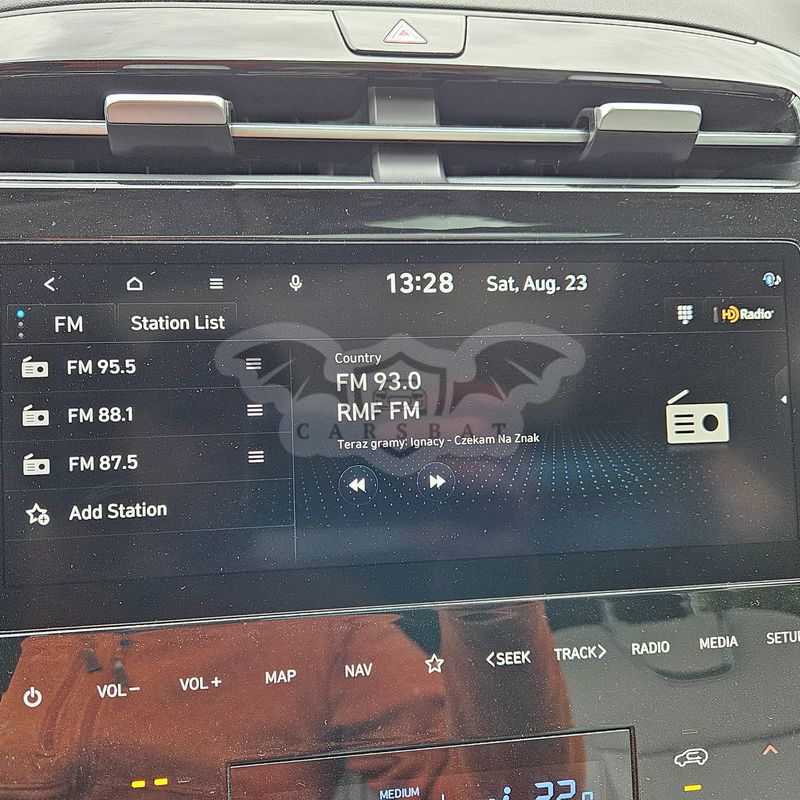 13:28 Sat, Aug. 23
FM Station List HD Radio
FM 95.5
FM 88.1
FM 87.5
Add Station
Country
FM 93.0
RMF FM
Teraz gramy: Ignacy - Czekam Na Znak
CARSBAT
VOL− VOL+ MAP NAV <SEEK TRACK> RADIO MEDIA SETU
MEDIUM